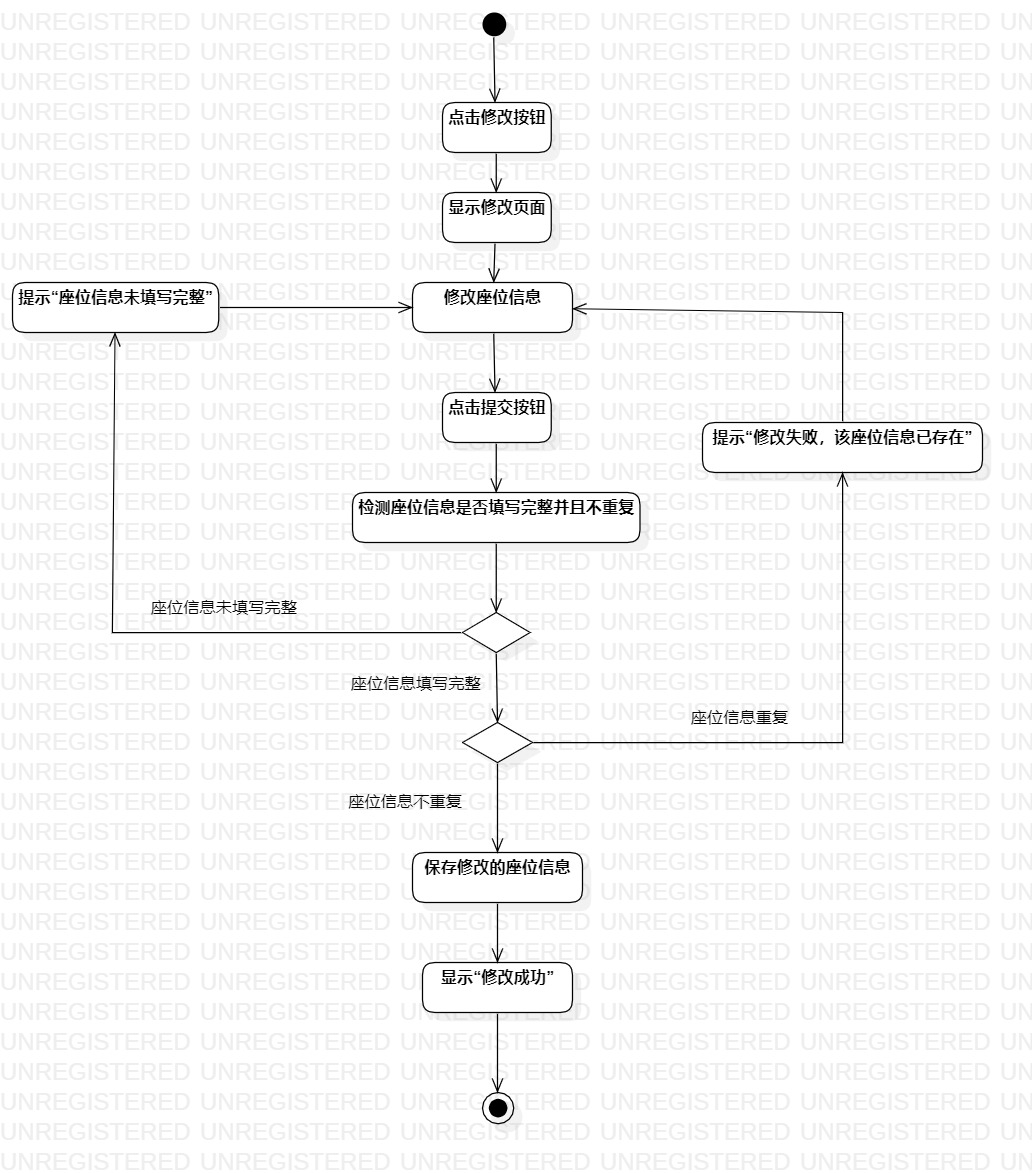 点击修改按钮
显示修改页面
提示“座位信息未填写完整”
修改座位信息
点击提交按钮
提示“修改失败，该座位信息已存在”
检测座位信息是否填写完整并且不重复
座位信息未填写完整
座位信息填写完整
座位信息重复
座位信息不重复
保存修改的座位信息
显示“修改成功”
UNREGISTERED